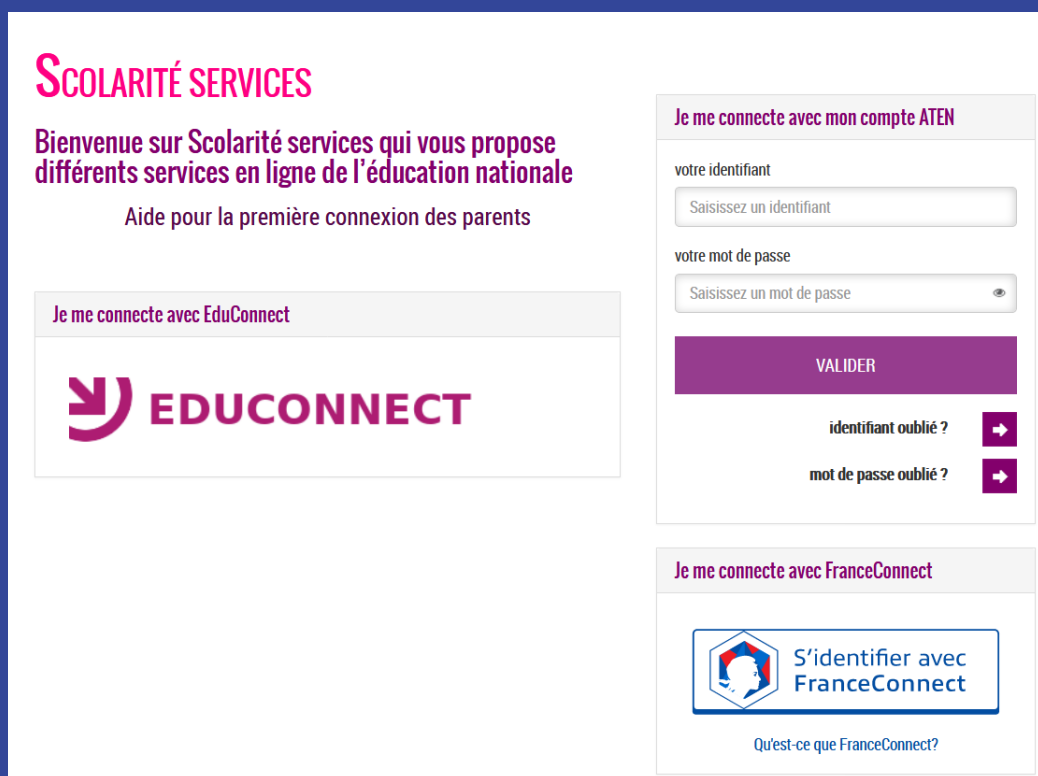 SCOLARITÉ SERVICES
Bienvenue sur Scolarité services qui vous propose
différents services en ligne de l'éducation nationale
Aide pour la première connexion des parents
Je me connecte avec EduConnect
EDUCONNECT
Je me connecte avec mon compte ATEN
votre identifiant
Saisissez un identifiant
votre mot de passe
Saisissez un mot de passe
VALIDER
identifiant oublié ?
mot de passe oublié ?
Je me connecte avec FranceConnect
S'identifier avec
FranceConnect
Qu'est-ce que FranceConnect?